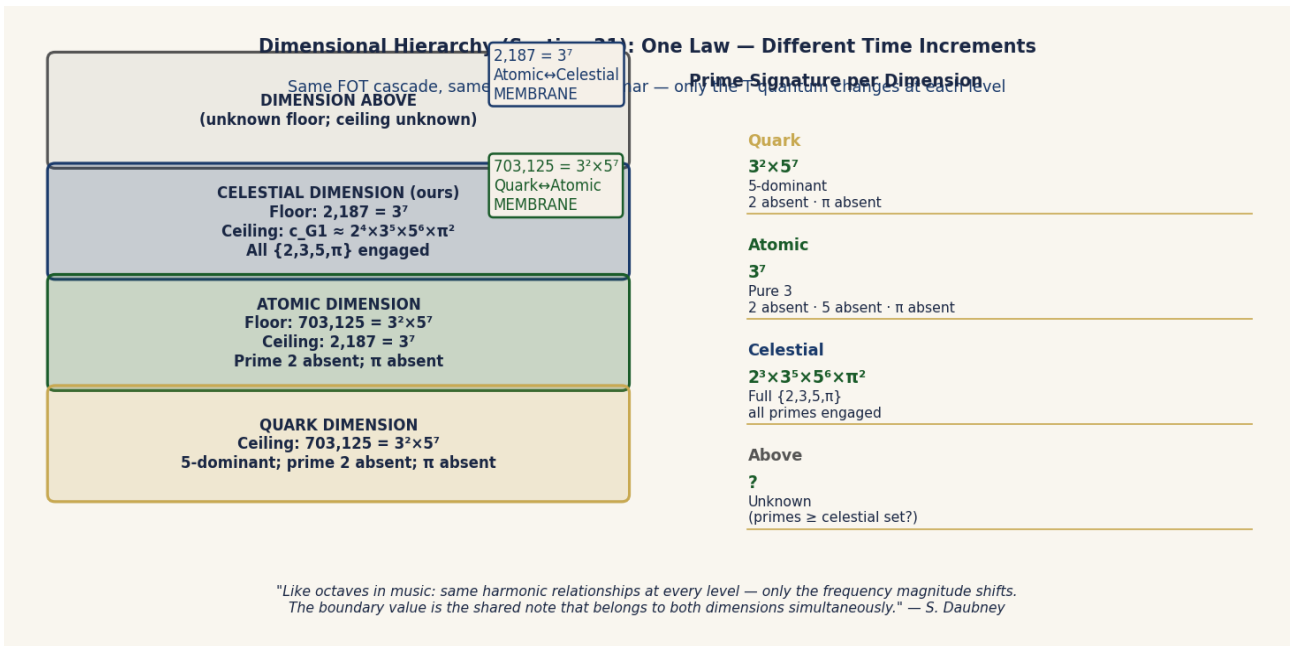 Dimensional Hierarchy (Section 31): One Law — Different Time Increments
Same FOT cascade, same nar — only the T-quantum changes at each level
2,187 = 3⁷
Atomic↔Celestial
MEMBRANE
DIMENSION ABOVE
(unknown floor; ceiling unknown)
703,125 = 3²×5⁷
Quark↔Atomic
MEMBRANE
CELESTIAL DIMENSION (ours)
Floor: 2,187 = 3⁷
Ceiling: c_G1 ≈ 2⁴×3⁵×5⁶×π²
All {2,3,5,π} engaged
ATOMIC DIMENSION
Floor: 703,125 = 3²×5⁷
Ceiling: 2,187 = 3⁷
Prime 2 absent; π absent
QUARK DIMENSION
Ceiling: 703,125 = 3²×5⁷
5-dominant; prime 2 absent; π absent
Prime Signature per Dimension
Quark
3²×5⁷
5-dominant
2 absent · π absent
Atomic
3⁷
Pure 3
2 absent · 5 absent · π absent
Celestial
2³×3⁵×5⁶×π²
Full {2,3,5,π}
all primes engaged
Above
?
Unknown
(primes ≥ celestial set?)
"Like octaves in music: same harmonic relationships at every level — only the frequency magnitude shifts.
The boundary value is the shared note that belongs to both dimensions simultaneously." — S. Daubney